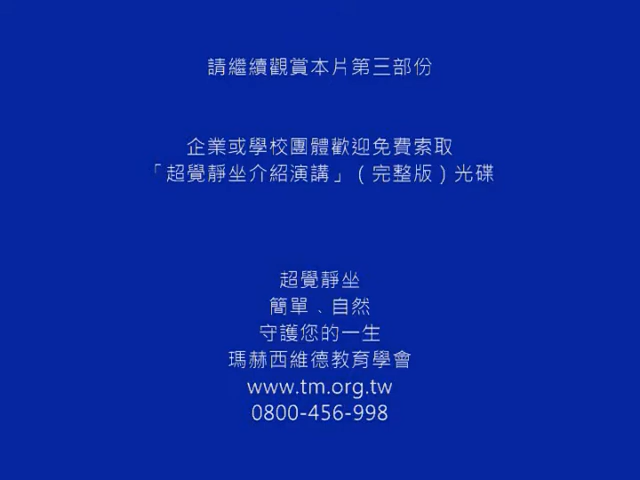 請繼續觀賞本片第三部份
企業或學校團體歡迎免費索取
「超覺靜坐介紹演講」(完整版)光碟
超覺靜坐
簡單、自然
守護您的一生
瑪赫西維德教育學會
www.tm.org.tw
0800-456-998